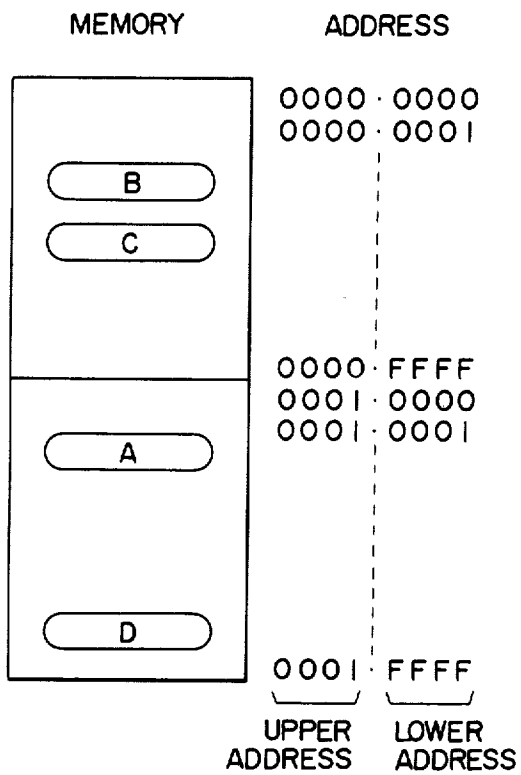 MEMORY ADDRESS
0000·0000
0000·0001
B
C
0000·FFFF
0001·0000
0001·0001
A
D
0001·FFFF
UPPER ADDRESS
LOWER ADDRESS